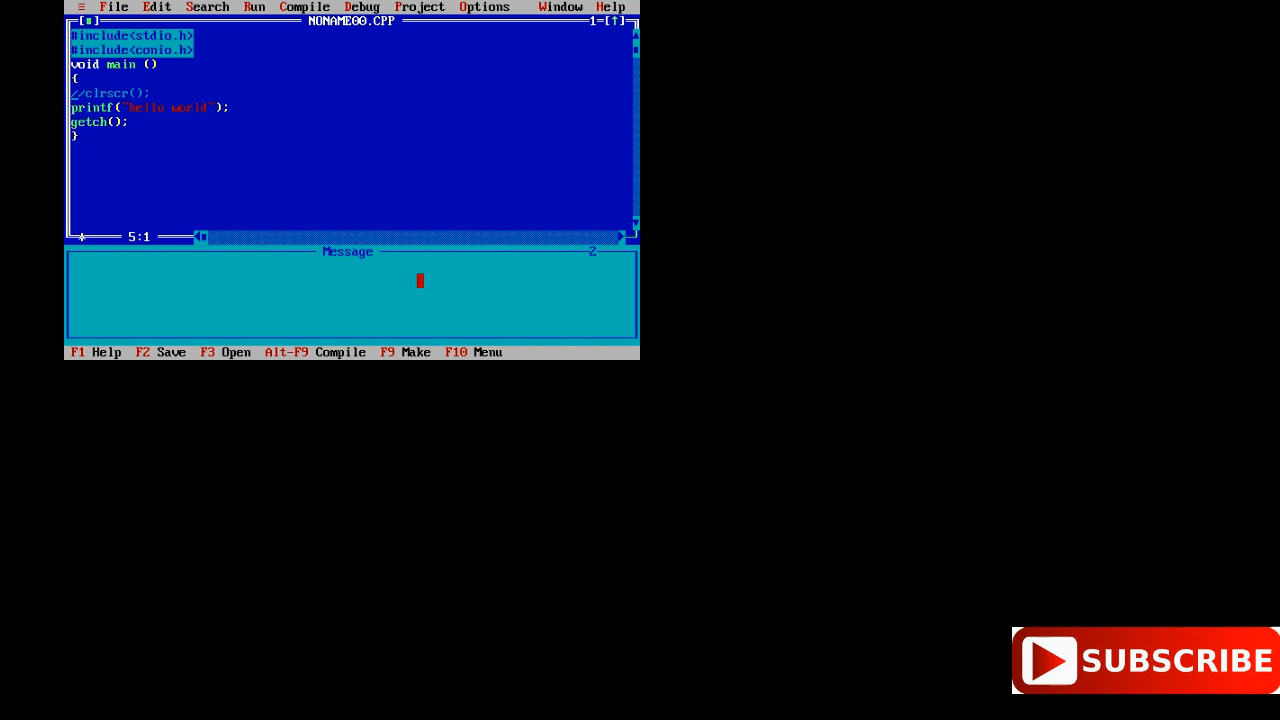 ≡ File Edit Search Run Compile Debug Project Options Window Help
[■] NONAME00.CPP 1=[↑]
#include<stdio.h>
#include<conio.h>
void main ()
{
//clrscr();
printf("hello world");
getch();
}
5:1
Message 2
F1 Help F2 Save F3 Open Alt-F9 Compile F9 Make F10 Menu
SUBSCRIBE